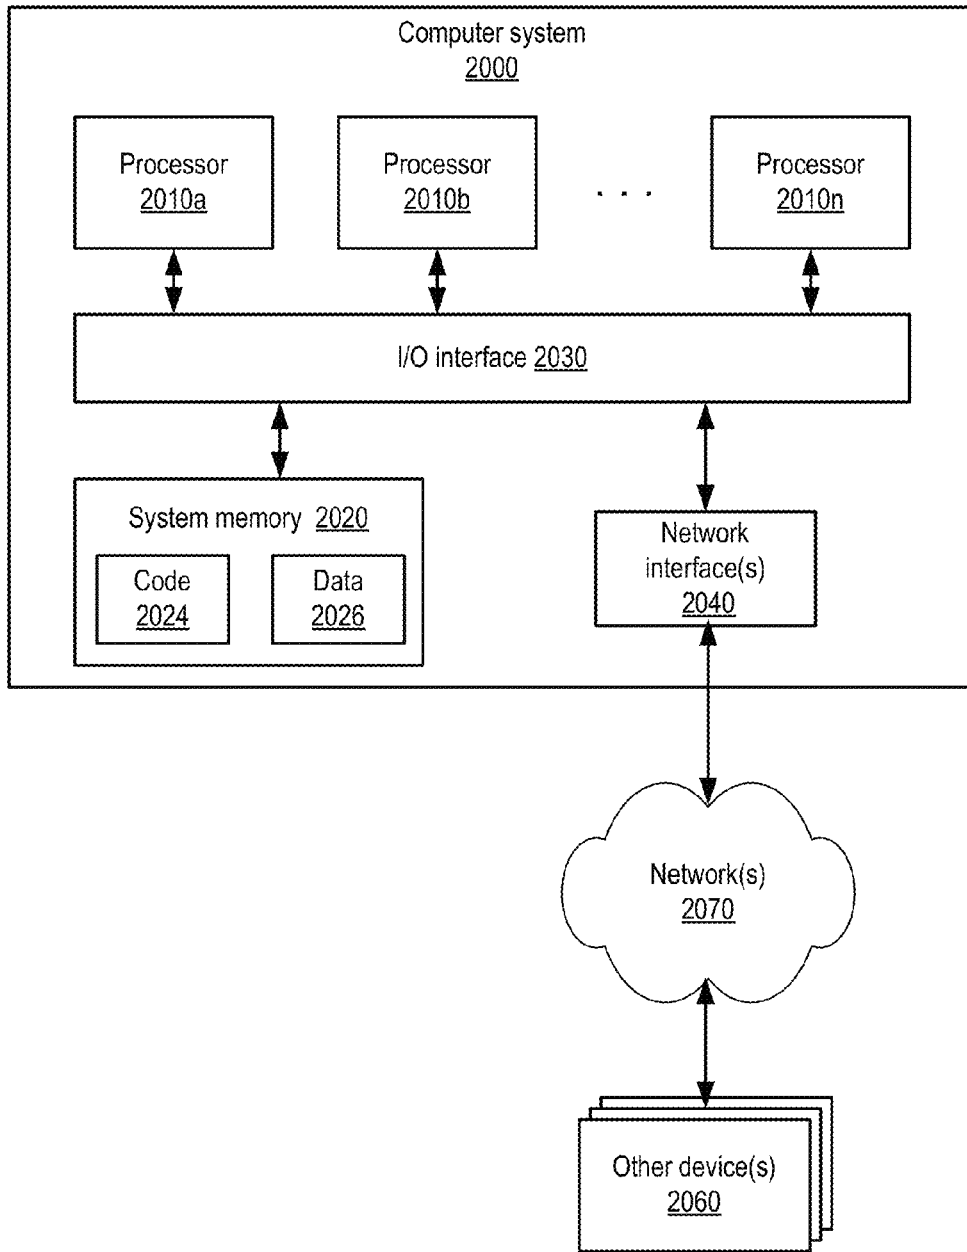 Computer system
2000
Processor
2010a
Processor
2010b
. . .
Processor
2010n
I/O interface 2030
System memory 2020
Code
2024
Data
2026
Network
interface(s)
2040
Network(s)
2070
Other device(s)
2060